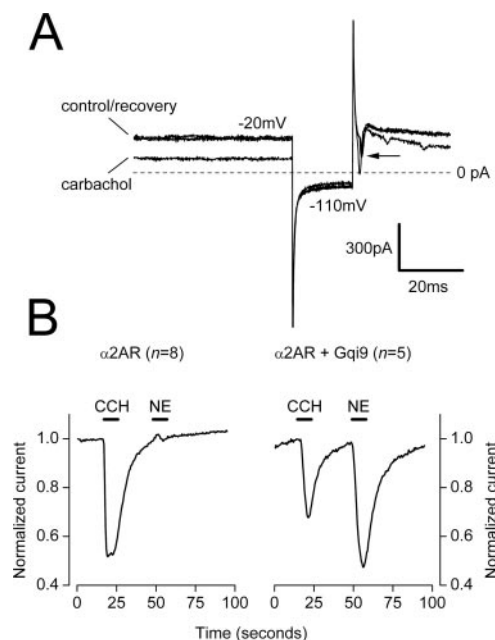 A
control/recovery
-20mV
carbachol
0 pA
-110mV
300pA
20ms
B
α2AR (n=8)
α2AR + Gqi9 (n=5)
CCH NE
CCH NE
Normalized current
1.0
0.8
0.6
0.4
0 25 50 75 100
0 25 50 75 100
1.0
0.8
0.6
0.4
Normalized current
Time (seconds)